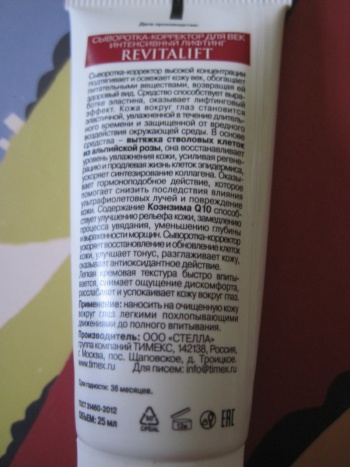 Дата производства:
СЫВОРОТКА-КОРРЕКТОР ДЛЯ ВЕК
ИНТЕНСИВНЫЙ ЛИФТИНГ
REVITALIFT
Сыворотка-корректор высокой концентрации
подтягивает и освежает кожу век, обогащает
питательными веществами, возвращая ей
здоровый вид. Средство способствует выра-
ботке эластина, оказывает лифтинговый
эффект. Кожа вокруг глаз становится
эластичной, увлажненной в течение длитель-
ного времени и защищенной от вредного
воздействия окружающей среды. В основе
средства – вытяжка стволовых клеток
из альпийской розы, она восстанавливает
уровень увлажнения кожи, усиливая регене-
рацию и продлевая жизнь клеток эпидермиса,
ускоряет синтезирование коллагена. Оказы-
вает гормоноподобное действие, которое
помогает снизить последствия влияния
ультрафиолетовых лучей и повреждение
кожи. Содержание Коэнзима Q10 способ-
ствует улучшению рельефа кожи, замедлению
процесса увядания, уменьшению глубины
и выраженности морщин. Сыворотка-корректор
ускоряет восстановление и обновление клеток
кожи, улучшает тонус, разглаживает кожу,
оказывает антиоксидантное действие.
Легкая кремовая текстура быстро впиты-
вается, снимает ощущение дискомфорта,
расслабляет и успокаивает кожу вокруг глаз.
Применение: наносить на очищенную кожу
вокруг глаз легкими похлопывающими
движениями до полного впитывания.
Производитель: ООО «СТЕЛЛА»
группа компаний ТИМЕКС, 142138, Россия,
г. Москва, пос. Щаповское, д. Троицкое.
www.timex.ru Для писем: info@timex.ru
Срок годности: 36 месяцев.
ГОСТ 31460-2012
ОБЪЕМ: 25 мл
12м
EAC